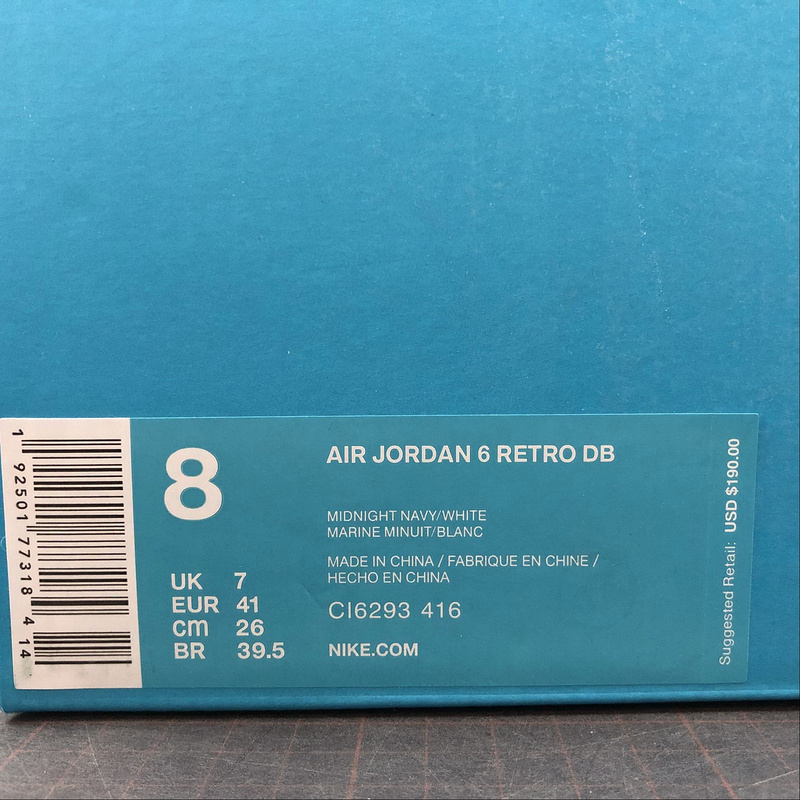 1 92501 77318 4 14
8
UK 7
EUR 41
cm 26
BR 39.5
AIR JORDAN 6 RETRO DB
MIDNIGHT NAVY/WHITE
MARINE MINUIT/BLANC
MADE IN CHINA / FABRIQUE EN CHINE /
HECHO EN CHINA
CI6293 416
NIKE.COM
Suggested Retail: USD $190.00